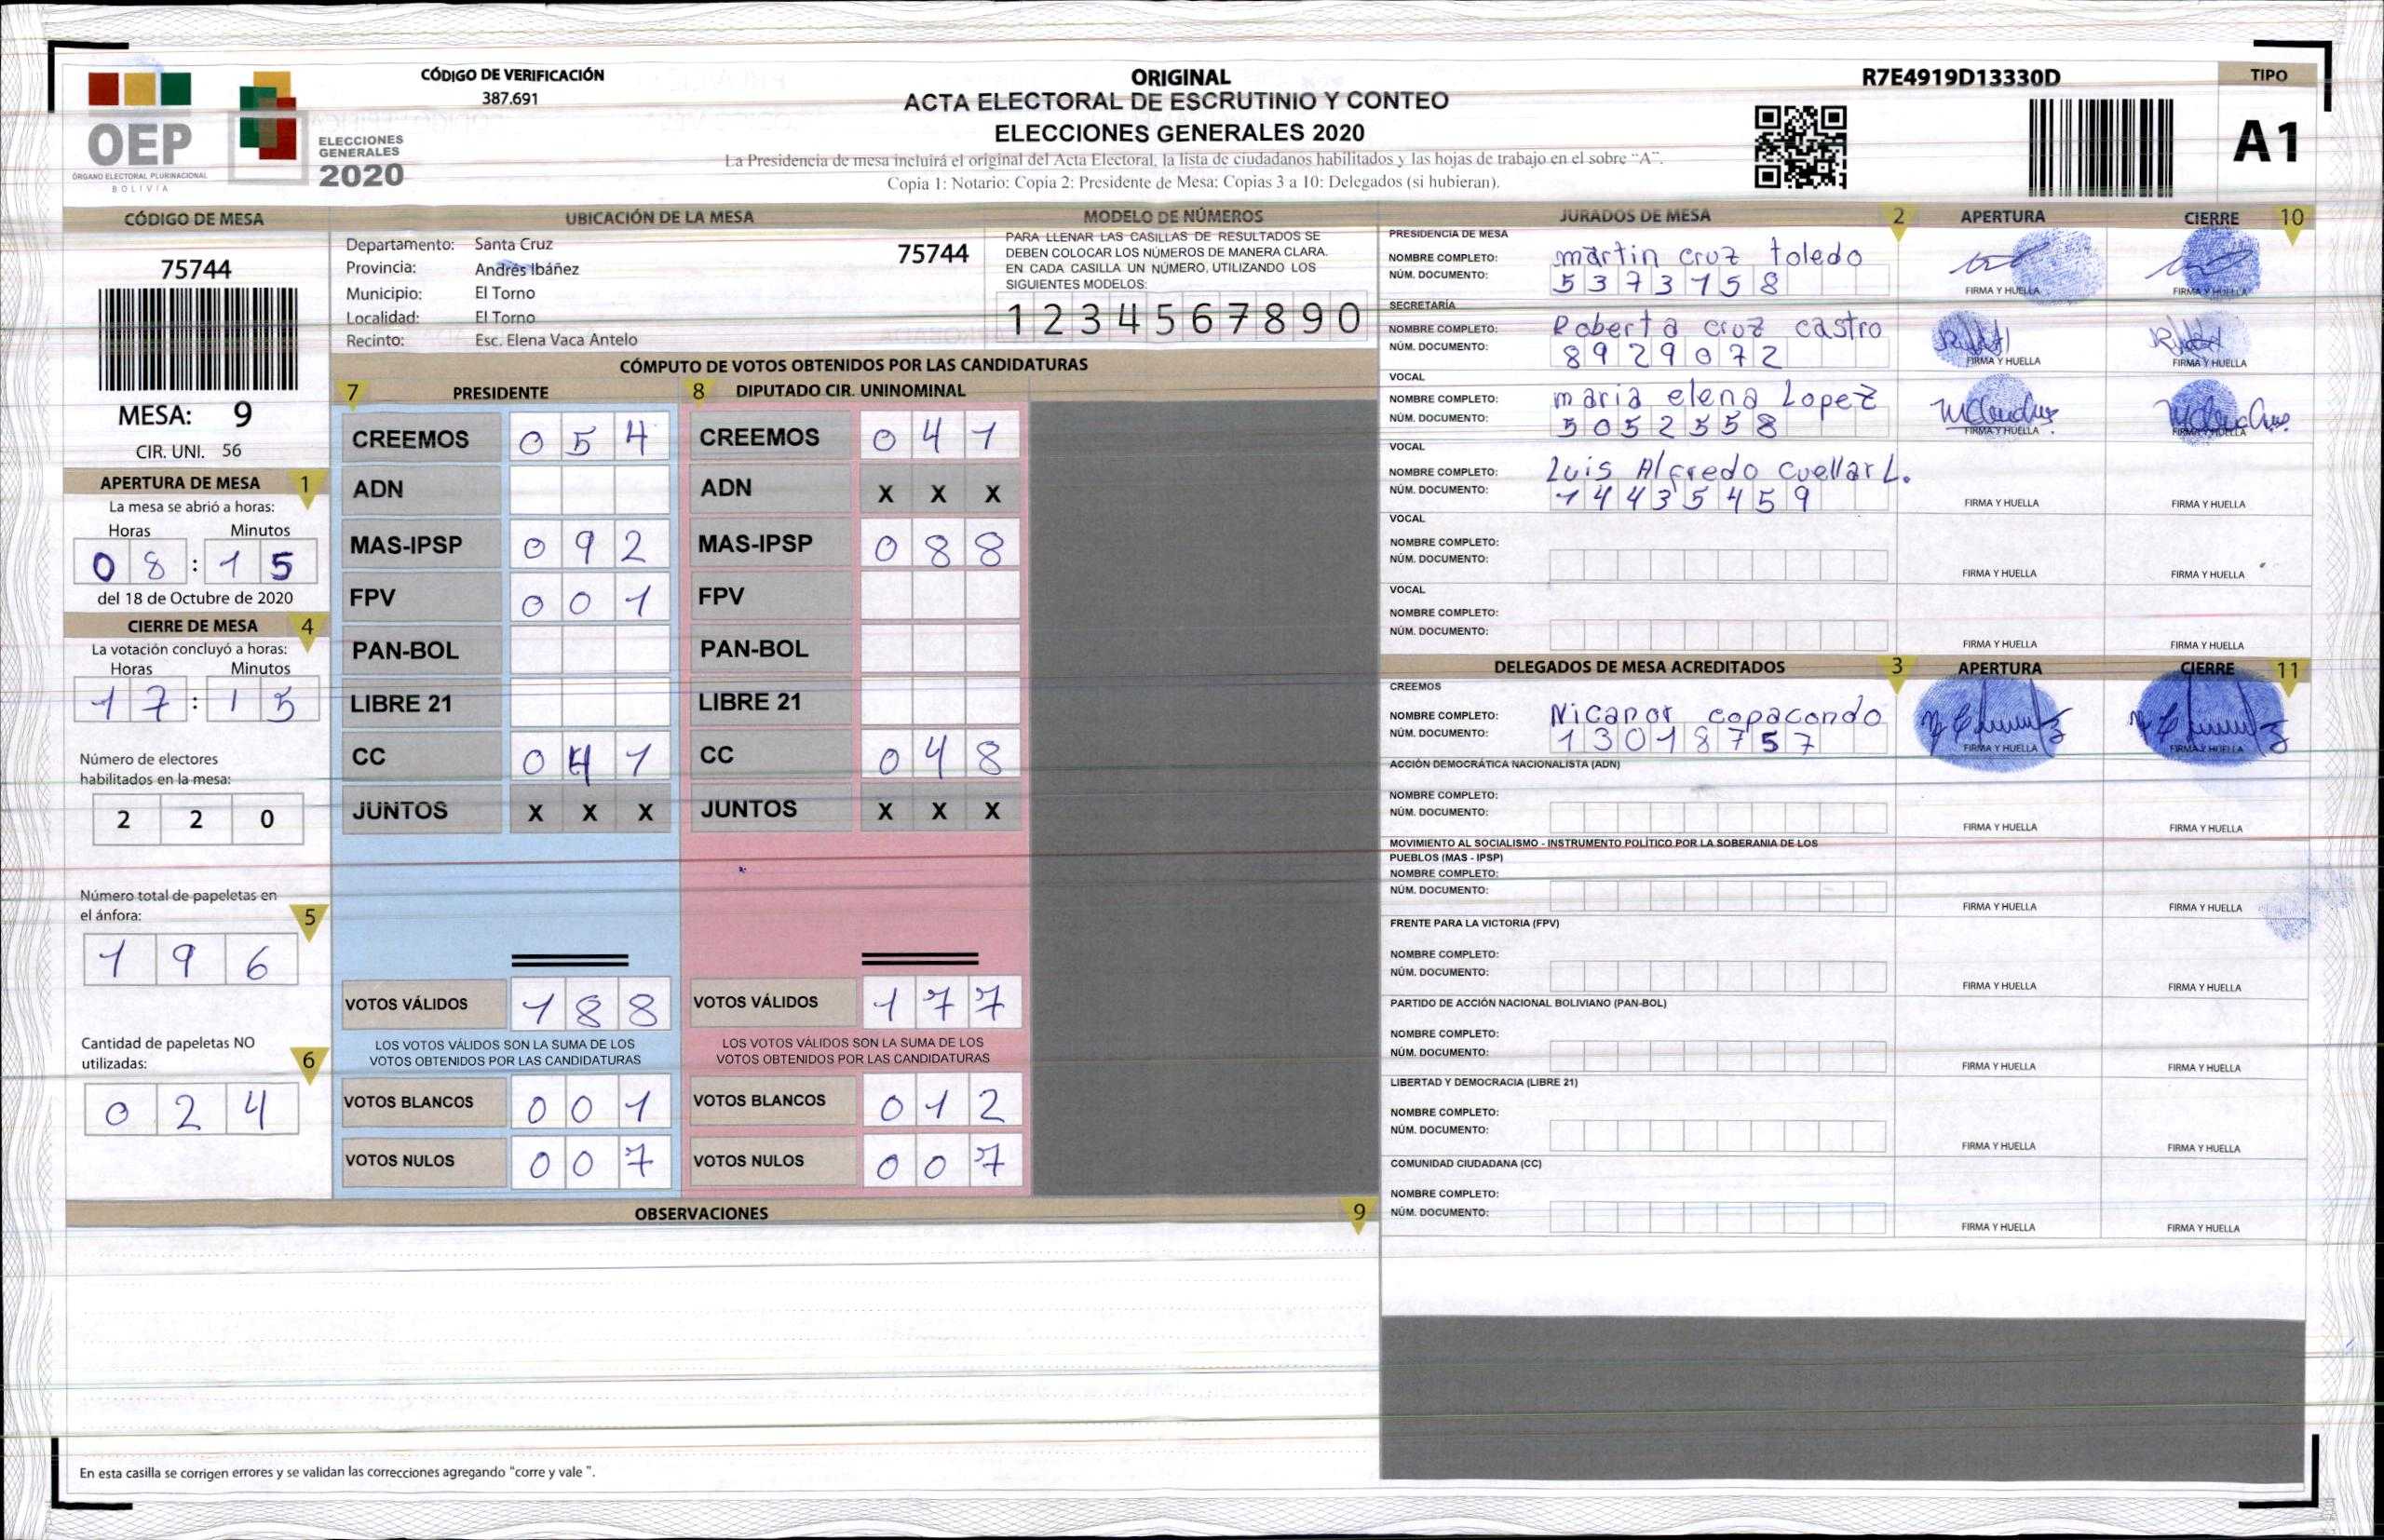 OEP
ÓRGANO ELECTORAL PLURINACIONAL
BOLIVIA
ELECCIONES
GENERALES
2020
CÓDIGO DE VERIFICACIÓN
387.691
ORIGINAL
ACTA ELECTORAL DE ESCRUTINIO Y CONTEO
ELECCIONES GENERALES 2020
La Presidencia de mesa incluirá el original del Acta Electoral, la lista de ciudadanos habilitados y las hojas de trabajo en el sobre "A".
Copia 1: Notario: Copia 2: Presidente de Mesa: Copias 3 a 10: Delegados (si hubieran).
R7E4919D13330D
TIPO
A1
CÓDIGO DE MESA
75744
MESA: 9
CIR. UNI. 56
APERTURA DE MESA 1
La mesa se abrió a horas:
Horas Minutos
08:15
del 18 de Octubre de 2020
CIERRE DE MESA 4
La votación concluyó a horas:
Horas Minutos
17:15
Número de electores
habilitados en la mesa:
2 2 0
Número total de papeletas en
el ánfora: 5
1 9 6
Cantidad de papeletas NO
utilizadas: 6
0 2 4
UBICACIÓN DE LA MESA
Departamento: Santa Cruz 75744
Provincia: Andrés Ibáñez
Municipio: El Torno
Localidad: El Torno
Recinto: Esc. Elena Vaca Antelo
MODELO DE NÚMEROS
PARA LLENAR LAS CASILLAS DE RESULTADOS SE
DEBEN COLOCAR LOS NÚMEROS DE MANERA CLARA.
EN CADA CASILLA UN NÚMERO, UTILIZANDO LOS
SIGUIENTES MODELOS:
1 2 3 4 5 6 7 8 9 0
CÓMPUTO DE VOTOS OBTENIDOS POR LAS CANDIDATURAS
7 PRESIDENTE
CREEMOS 0 5 4
ADN
MAS-IPSP 0 9 2
FPV 0 0 1
PAN-BOL
LIBRE 21
CC 0 4 1
JUNTOS X X X
VOTOS VÁLIDOS 1 8 8
LOS VOTOS VÁLIDOS SON LA SUMA DE LOS
VOTOS OBTENIDOS POR LAS CANDIDATURAS
VOTOS BLANCOS 0 0 1
VOTOS NULOS 0 0 7
8 DIPUTADO CIR. UNINOMINAL
CREEMOS 0 4 1
ADN X X X
MAS-IPSP 0 8 8
FPV
PAN-BOL
LIBRE 21
CC 0 4 8
JUNTOS X X X
VOTOS VÁLIDOS 1 7 7
LOS VOTOS VÁLIDOS SON LA SUMA DE LOS
VOTOS OBTENIDOS POR LAS CANDIDATURAS
VOTOS BLANCOS 0 1 2
VOTOS NULOS 0 0 7
OBSERVACIONES 9
En esta casilla se corrigen errores y se validan las correcciones agregando "corre y vale ".
JURADOS DE MESA 2 APERTURA CIERRE 10
PRESIDENCIA DE MESA
NOMBRE COMPLETO: martin cruz toledo
NÚM. DOCUMENTO: 5373158
FIRMA Y HUELLA FIRMA Y HUELLA
SECRETARÍA
NOMBRE COMPLETO: Roberta cruz castro
NÚM. DOCUMENTO: 8929072
FIRMA Y HUELLA FIRMA Y HUELLA
VOCAL
NOMBRE COMPLETO: maria elena Lopez
NÚM. DOCUMENTO: 5052558
FIRMA Y HUELLA FIRMA Y HUELLA
VOCAL
NOMBRE COMPLETO: Luis Alfredo Cuellar L.
NÚM. DOCUMENTO: 14435459
FIRMA Y HUELLA FIRMA Y HUELLA
VOCAL
NOMBRE COMPLETO:
NÚM. DOCUMENTO:
FIRMA Y HUELLA FIRMA Y HUELLA
VOCAL
NOMBRE COMPLETO:
NÚM. DOCUMENTO:
FIRMA Y HUELLA FIRMA Y HUELLA
DELEGADOS DE MESA ACREDITADOS 3 APERTURA CIERRE 11
CREEMOS
NOMBRE COMPLETO: Nicanor copacondo
NÚM. DOCUMENTO: 13018757
FIRMA Y HUELLA FIRMA Y HUELLA
ACCIÓN DEMOCRÁTICA NACIONALISTA (ADN)
NOMBRE COMPLETO:
NÚM. DOCUMENTO:
FIRMA Y HUELLA FIRMA Y HUELLA
MOVIMIENTO AL SOCIALISMO - INSTRUMENTO POLÍTICO POR LA SOBERANIA DE LOS
PUEBLOS (MAS - IPSP)
NOMBRE COMPLETO:
NÚM. DOCUMENTO:
FIRMA Y HUELLA FIRMA Y HUELLA
FRENTE PARA LA VICTORIA (FPV)
NOMBRE COMPLETO:
NÚM. DOCUMENTO:
FIRMA Y HUELLA FIRMA Y HUELLA
PARTIDO DE ACCIÓN NACIONAL BOLIVIANO (PAN-BOL)
NOMBRE COMPLETO:
NÚM. DOCUMENTO:
FIRMA Y HUELLA FIRMA Y HUELLA
LIBERTAD Y DEMOCRACIA (LIBRE 21)
NOMBRE COMPLETO:
NÚM. DOCUMENTO:
FIRMA Y HUELLA FIRMA Y HUELLA
COMUNIDAD CIUDADANA (CC)
NOMBRE COMPLETO:
NÚM. DOCUMENTO:
FIRMA Y HUELLA FIRMA Y HUELLA